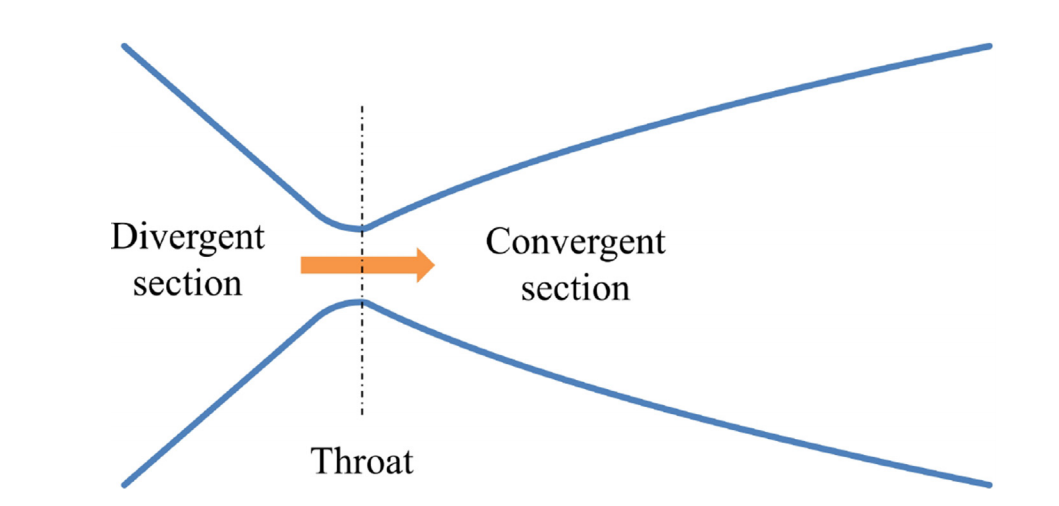 Divergent
section
Convergent
section
Throat